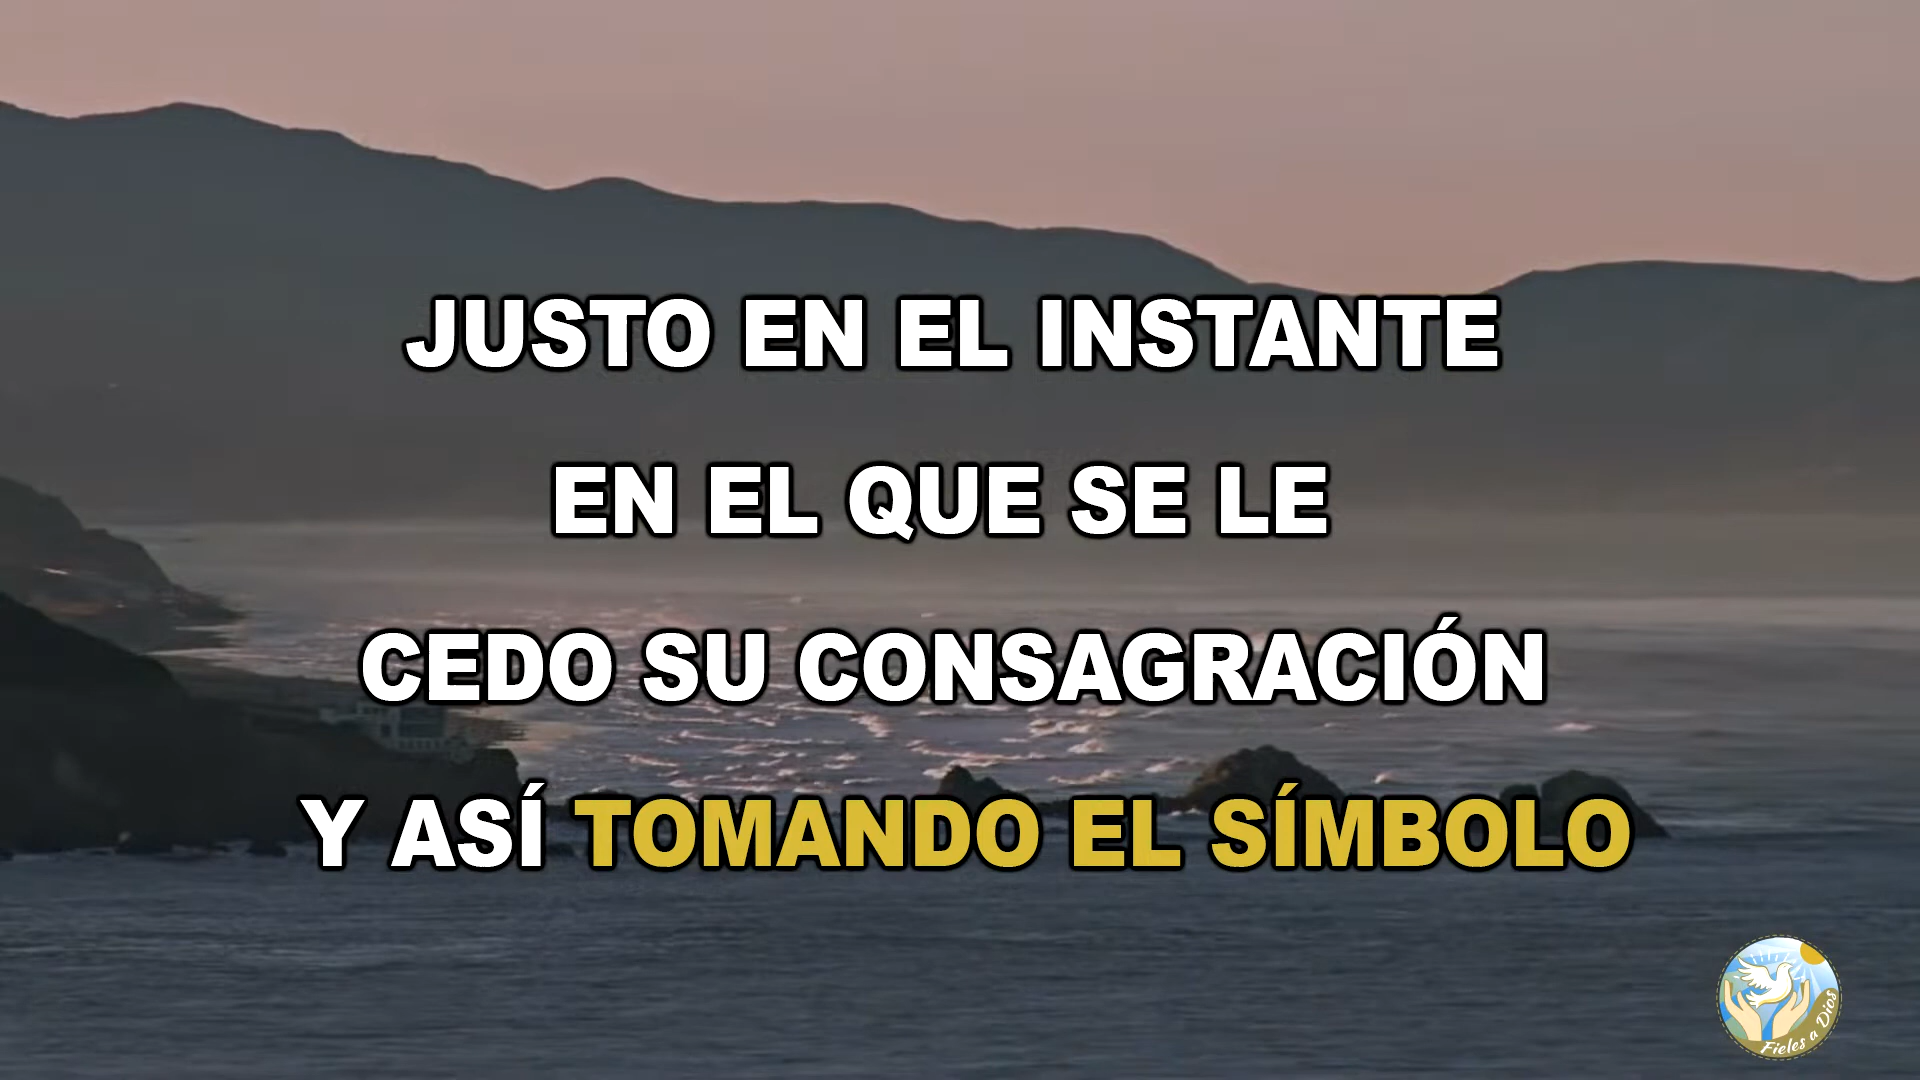 JUSTO EN EL INSTANTE
EN EL QUE SE LE
CEDO SU CONSAGRACIÓN
Y ASÍ TOMANDO EL SÍMBOLO
Fieles a Dios